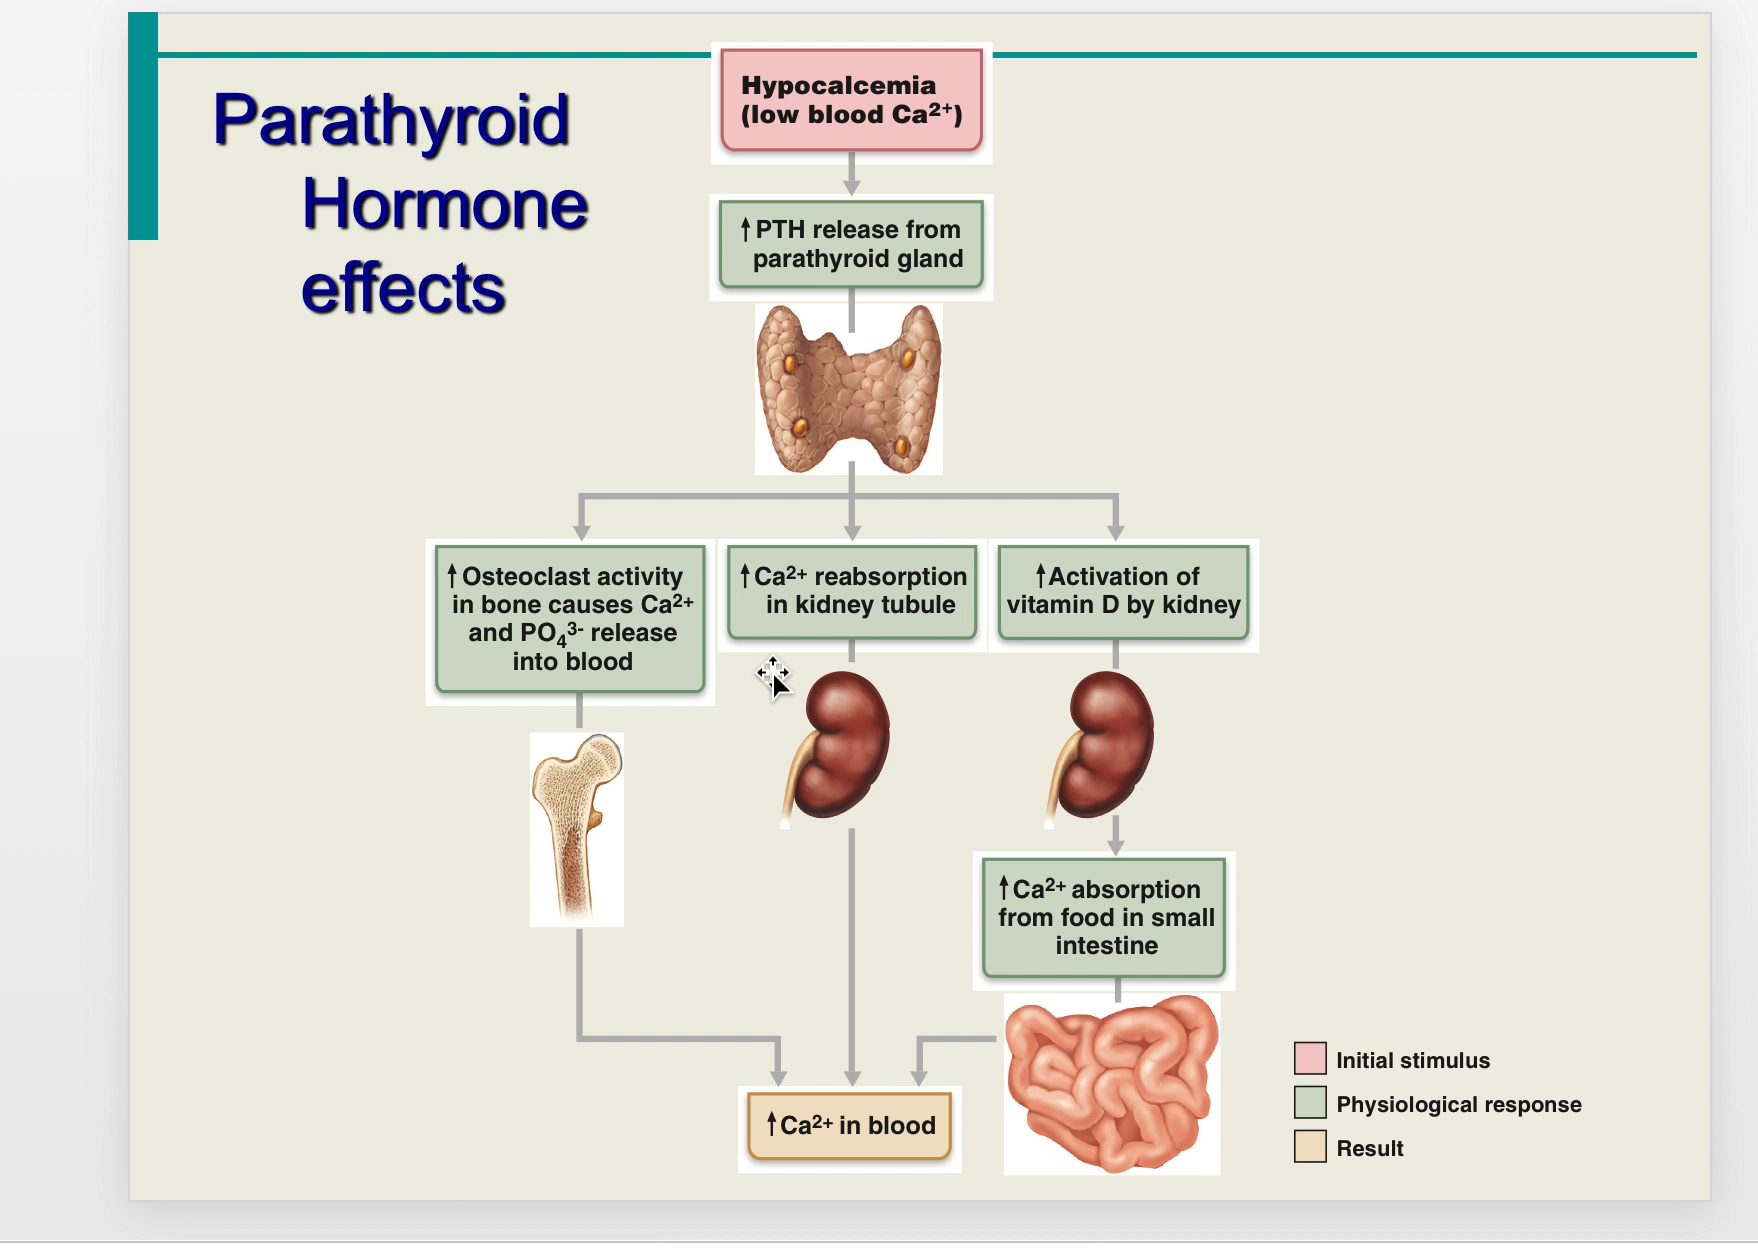 Parathyroid
Hormone
effects
Hypocalcemia
(low blood Ca²⁺)
↑PTH release from
parathyroid gland
↑Osteoclast activity
in bone causes Ca²⁺
and PO₄³⁻ release
into blood
↑Ca²⁺ reabsorption
in kidney tubule
↑Activation of
vitamin D by kidney
↑Ca²⁺ absorption
from food in small
intestine
↑Ca²⁺ in blood
Initial stimulus
Physiological response
Result